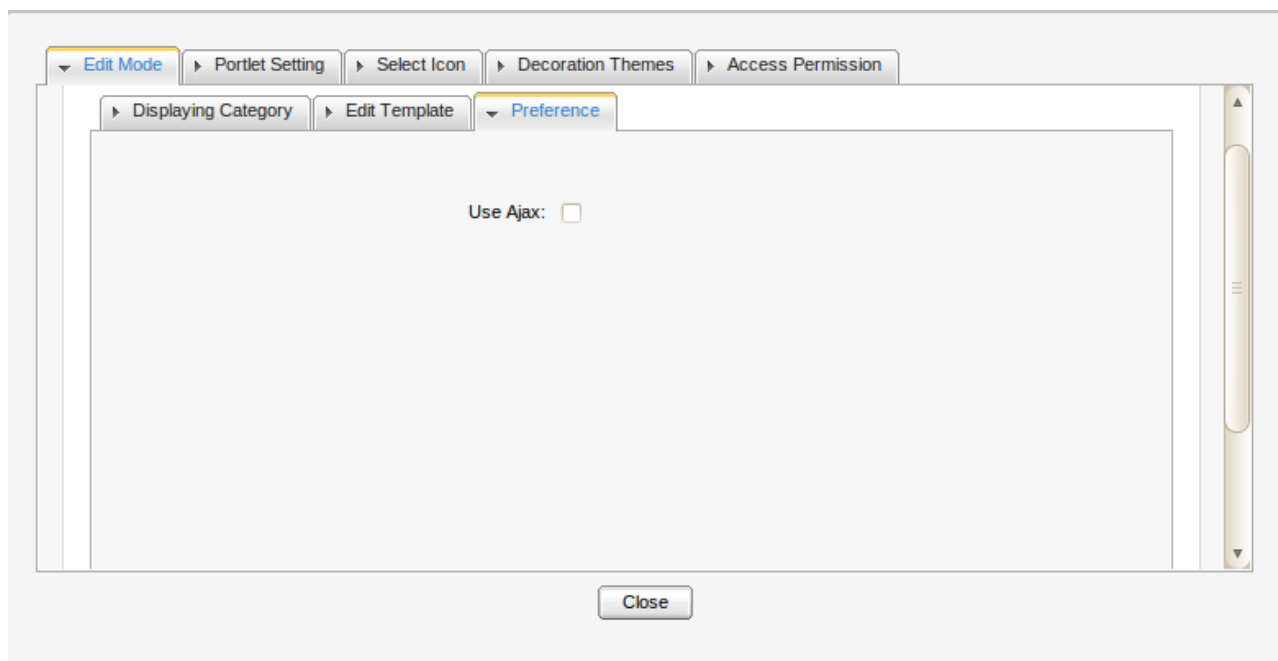 Edit Mode Portlet Setting Select Icon Decoration Themes Access Permission
Displaying Category Edit Template Preference
Use Ajax:
Close